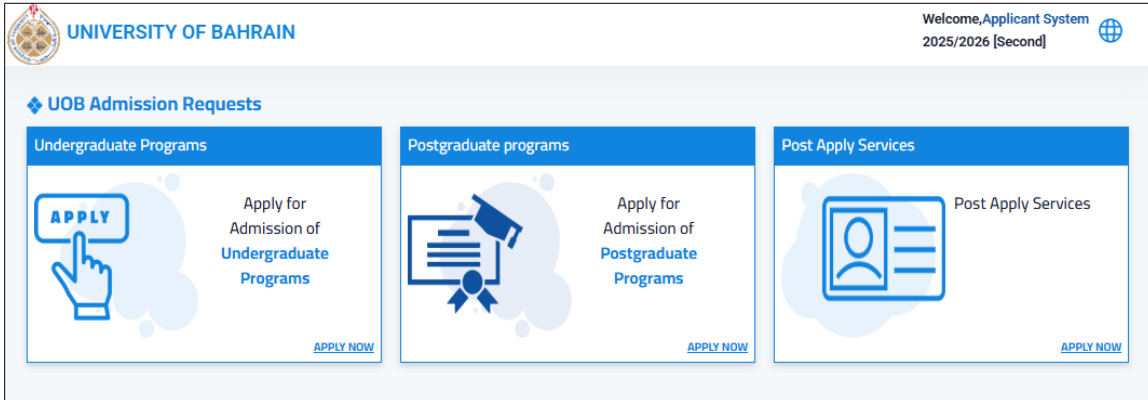 UNIVERSITY OF BAHRAIN
Welcome,Applicant System
2025/2026 [Second]
UOB Admission Requests
Undergraduate Programs
APPLY
Apply for
Admission of
Undergraduate
Programs
APPLY NOW
Postgraduate programs
Apply for
Admission of
Postgraduate
Programs
APPLY NOW
Post Apply Services
Post Apply Services
APPLY NOW